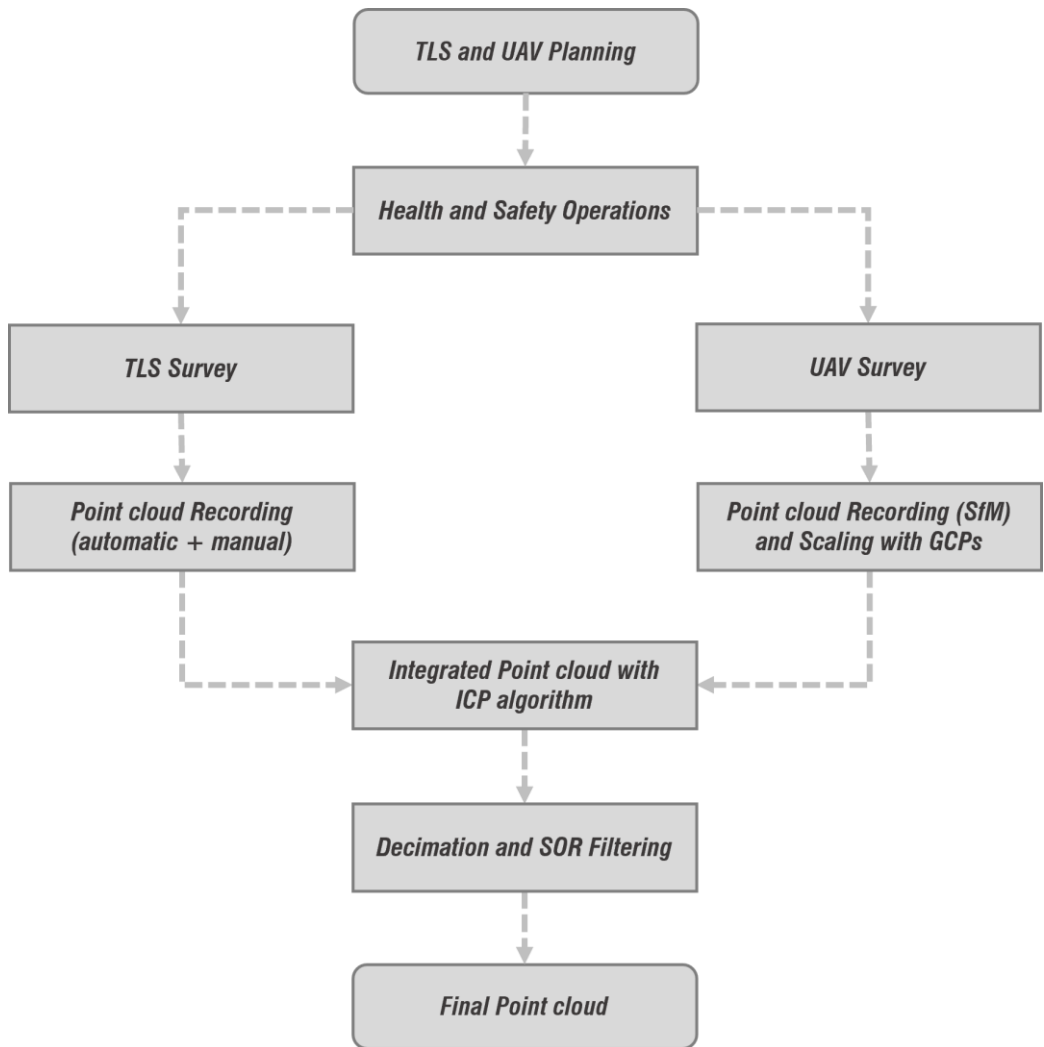 TLS and UAV Planning
Health and Safety Operations
TLS Survey
UAV Survey
Point cloud Recording
(automatic + manual)
Point cloud Recording (SfM)
and Scaling with GCPs
Integrated Point cloud with
ICP algorithm
Decimation and SOR Filtering
Final Point cloud